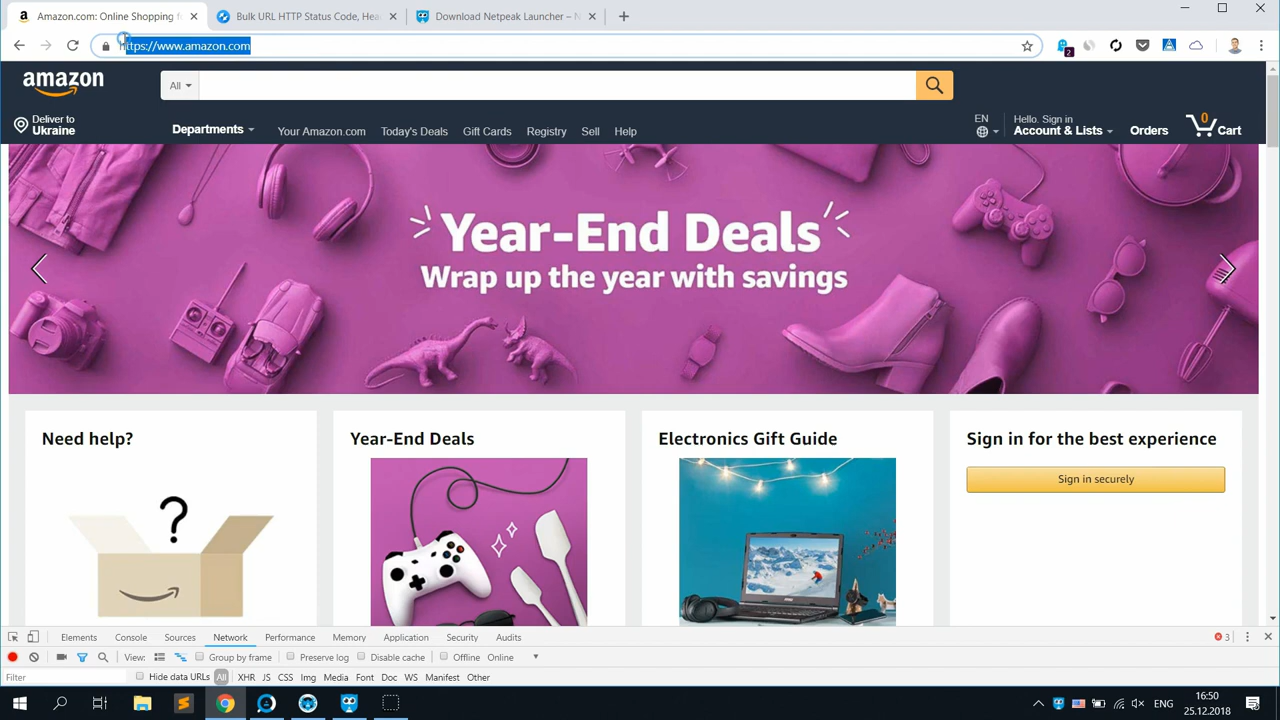 Amazon.com: Online Shopping f
Bulk URL HTTP Status Code, Hea
Download Netpeak Launcher – N
https://www.amazon.com
2
amazon
All
Deliver to
Ukraine
Departments
Your Amazon.com
Today's Deals
Gift Cards
Registry
Sell
Help
EN
Hello. Sign in
Account & Lists
Orders
0
Cart
Year-End Deals
Wrap up the year with savings
Need help?
Year-End Deals
Electronics Gift Guide
Sign in for the best experience
?
Sign in securely
Elements
Console
Sources
Network
Performance
Memory
Application
Security
Audits
3
View:
Group by frame
Preserve log
Disable cache
Offline
Online
Filter
Hide data URLs
All
XHR
JS
CSS
Img
Media
Font
Doc
WS
Manifest
Other
ENG
16:50
25.12.2018